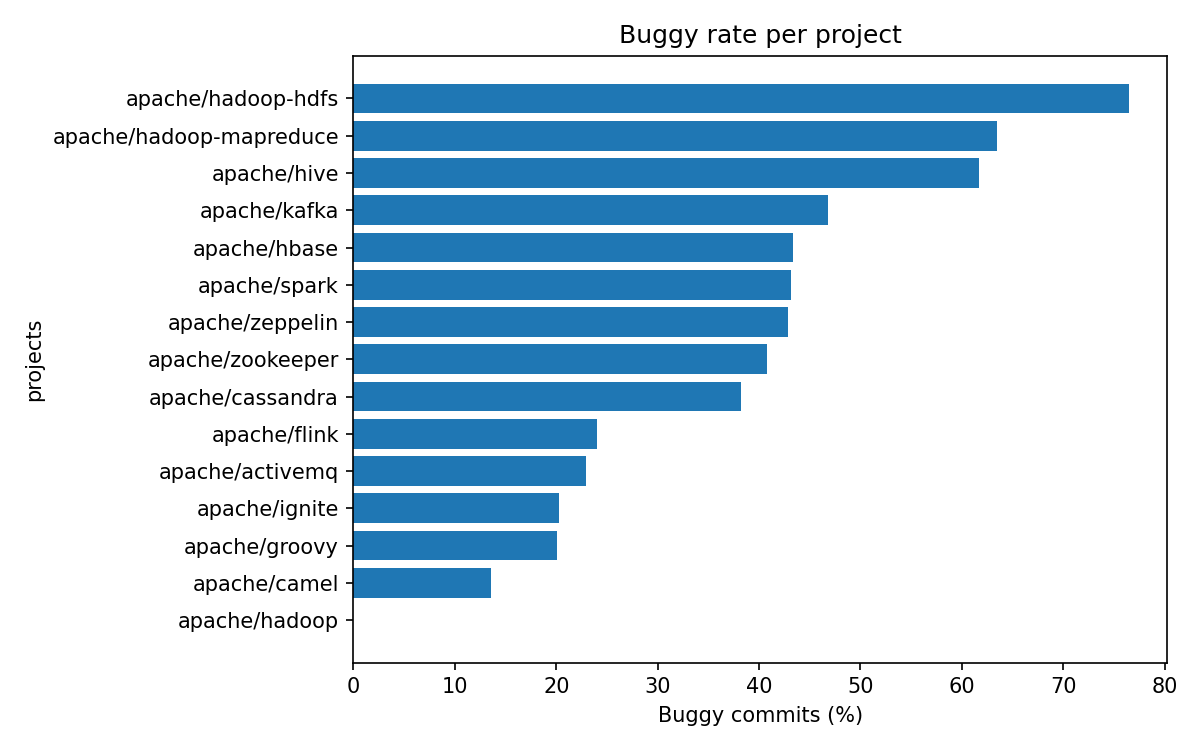 Buggy rate per project
apache/hadoop-hdfs
apache/hadoop-mapreduce
apache/hive
apache/kafka
apache/hbase
apache/spark
apache/zeppelin
apache/zookeeper
apache/cassandra
apache/flink
apache/activemq
apache/ignite
apache/groovy
apache/camel
apache/hadoop
projects
0 10 20 30 40 50 60 70 80
Buggy commits (%)